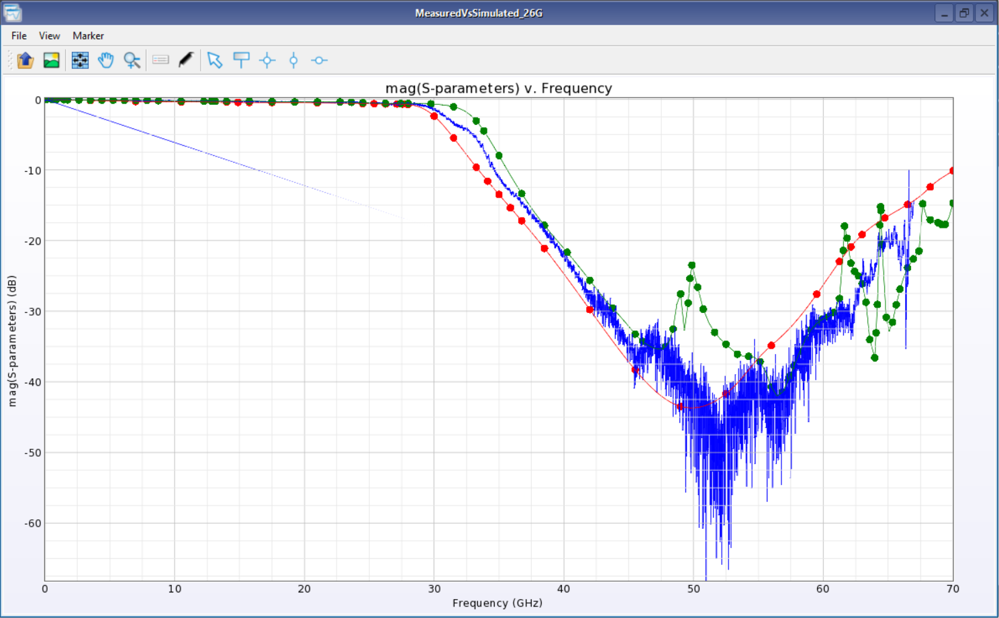 MeasuredVsSimulated_26G
File View Marker
mag(S-parameters) v. Frequency
0
-10
-20
-30
-40
-50
-60
mag(S-parameters) (dB)
0 10 20 30 40 50 60 70
Frequency (GHz)